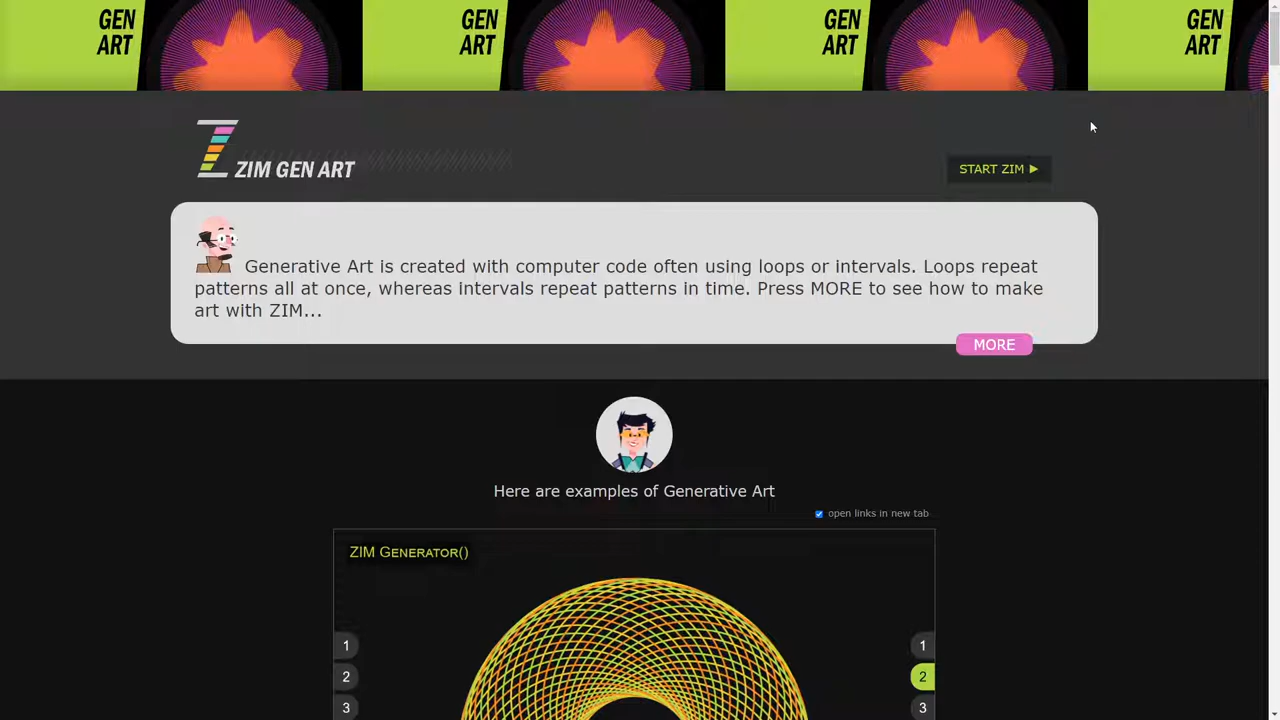 GEN
ART
GEN
ART
GEN
ART
GEN
ART
ZIM GEN ART
START ZIM ►
Generative Art is created with computer code often using loops or intervals. Loops repeat
patterns all at once, whereas intervals repeat patterns in time. Press MORE to see how to make
art with ZIM...
MORE
Here are examples of Generative Art
open links in new tab
ZIM GENERATOR()
1
1
2
2
3
3